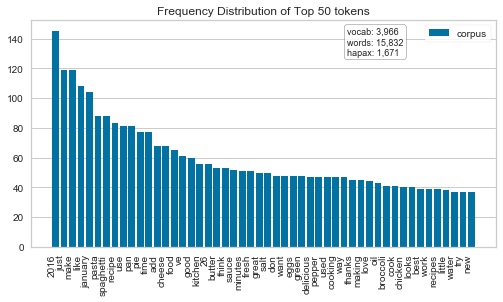 Frequency Distribution of Top 50 tokens
vocab: 3,966
words: 15,832
hapax: 1,671
corpus
140
120
100
80
60
40
20
0
2016
just
make
like
january
pasta
spaghetti
recipe
use
pan
pie
time
add
cheese
food
ve
good
kitchen
26
butter
think
sauce
minutes
fresh
great
salt
don
want
eggs
green
delicious
pepper
used
cooking
way
thanks
making
love
oil
broccoli
cook
chicken
looks
best
work
recipes
little
water
try
new